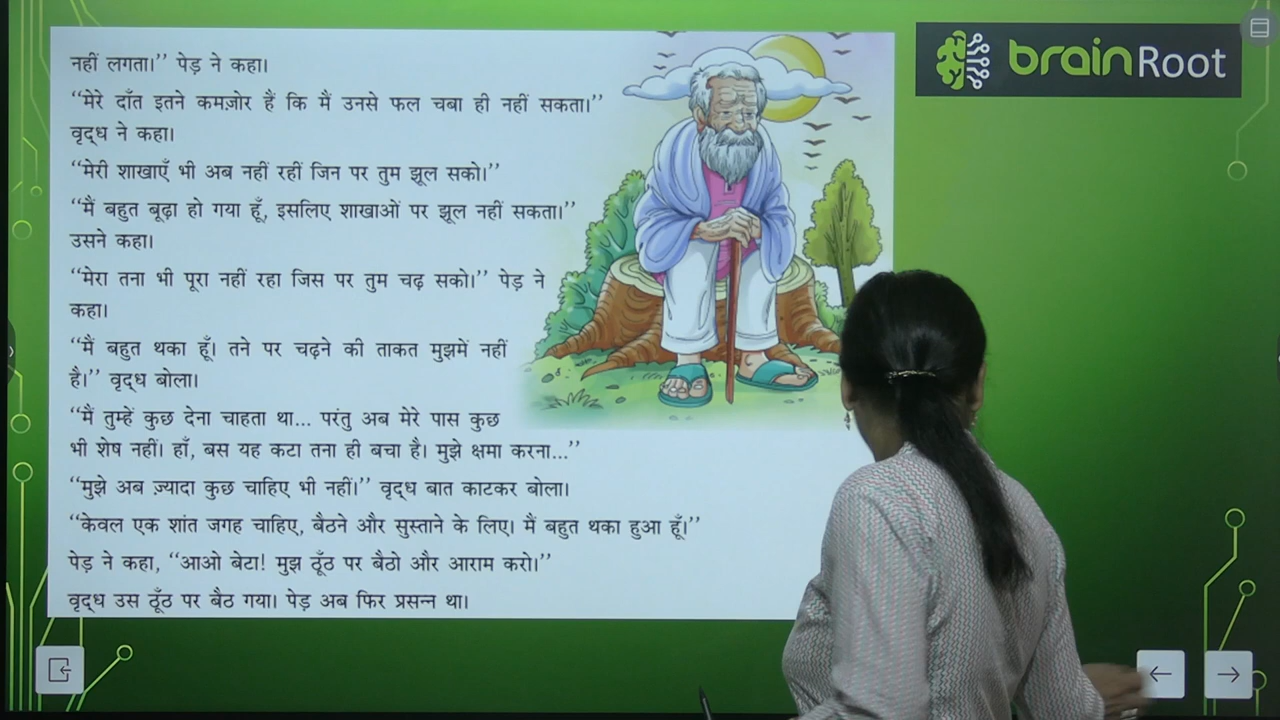 नहीं लगता।” पेड़ ने कहा।
“मेरे दाँत इतने कमज़ोर हैं कि मैं उनसे फल चबा ही नहीं सकता।”
वृद्ध ने कहा।
“मेरी शाखाएँ भी अब नहीं रहीं जिन पर तुम झूल सको।”
“मैं बहुत बूढ़ा हो गया हूँ, इसलिए शाखाओं पर झूल नहीं सकता।”
उसने कहा।
“मेरा तना भी पूरा नहीं रहा जिस पर तुम चढ़ सको।” पेड़ ने
कहा।
“मैं बहुत थका हूँ। तने पर चढ़ने की ताकत मुझमें नहीं
है।” वृद्ध बोला।
“मैं तुम्हें कुछ देना चाहता था... परंतु अब मेरे पास कुछ
भी शेष नहीं। हाँ, बस यह कटा तना ही बचा है। मुझे क्षमा करना...”
“मुझे अब ज़्यादा कुछ चाहिए भी नहीं।” वृद्ध बात काटकर बोला।
“केवल एक शांत जगह चाहिए, बैठने और सुस्ताने के लिए। मैं बहुत थका हुआ हूँ।”
पेड़ ने कहा, “आओ बेटा! मुझ ठूँठ पर बैठो और आराम करो।”
वृद्ध उस ठूँठ पर बैठ गया। पेड़ अब फिर प्रसन्न था।
brainRoot